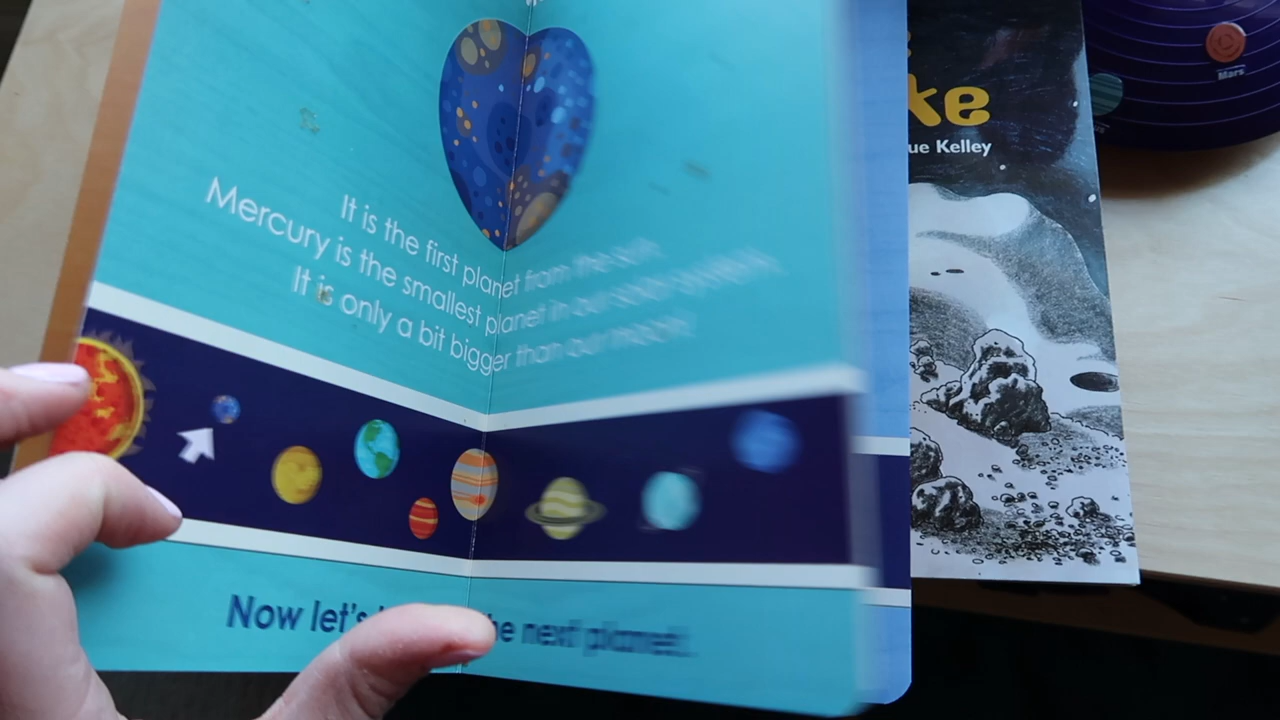 It is the first planet from the sun.
Mercury is the smallest planet in our solar system.
It is only a bit bigger than our moon.
Now let's the next planet!
ke
ue Kelley
Mars